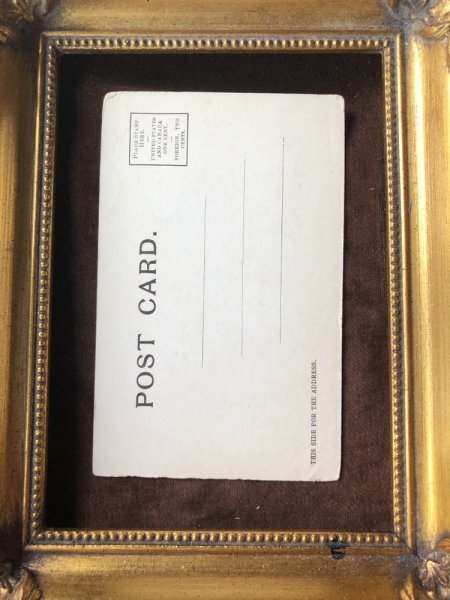 POST CARD.
PLACE STAMP
HERE.
UNITED STATES
AND CANADA
ONE CENT.
FOREIGN, TWO
CENTS.
THIS SIDE FOR THE ADDRESS.